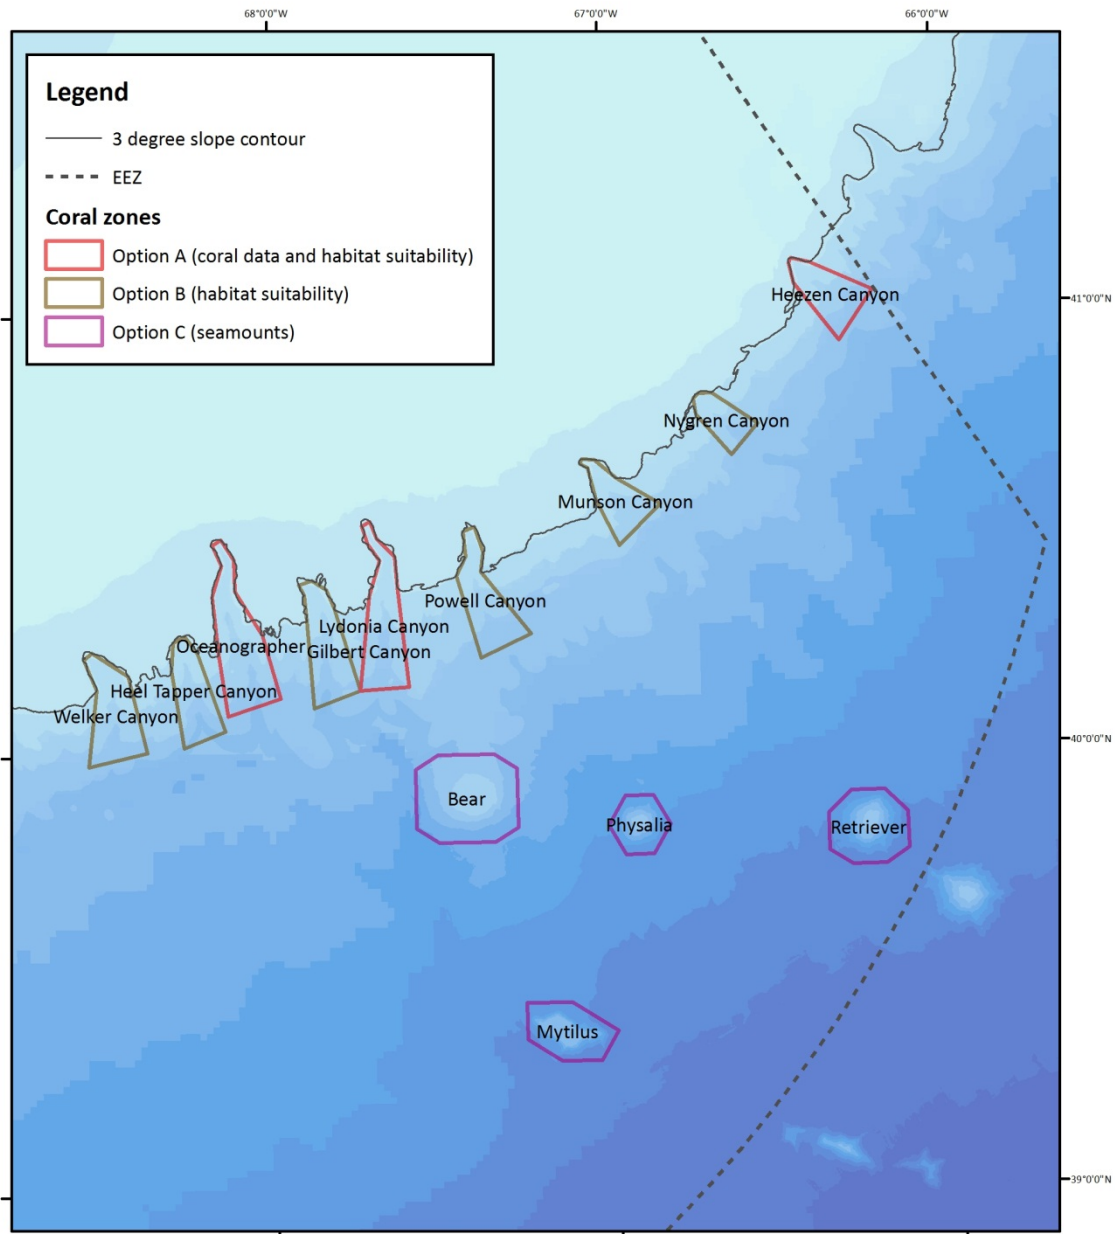 68°0'0"W
67°0'0"W
66°0'0"W
Legend
3 degree slope contour
EEZ
Coral zones
Option A (coral data and habitat suitability)
Option B (habitat suitability)
Option C (seamounts)
Heezen Canyon
41°0'0"N
Nygren Canyon
Munson Canyon
Powell Canyon
Lydonia Canyon
Oceanographer
Gilbert Canyon
Heel Tapper Canyon
Welker Canyon
40°0'0"N
Bear
Physalia
Retriever
Mytilus
39°0'0"N